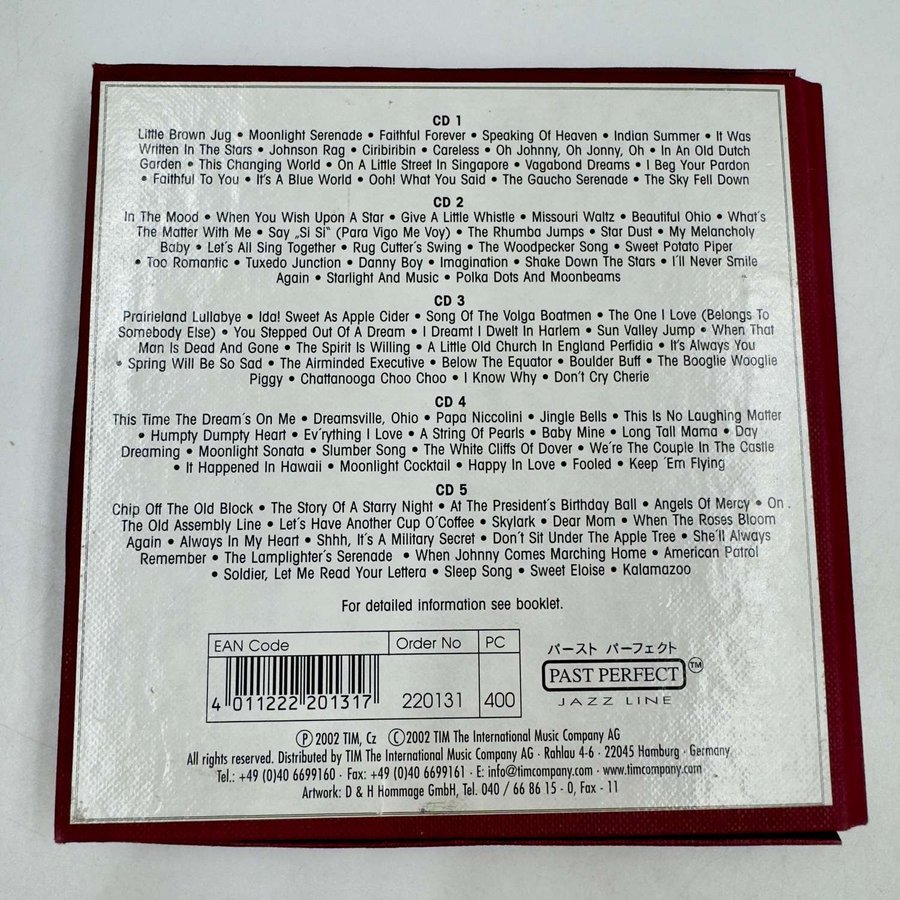 CD 1
Little Brown Jug • Moonlight Serenade • Faithful Forever • Speaking Of Heaven • Indian Summer • It Was
Written In The Stars • Johnson Rag • Ciribiribin • Careless • Oh Johnny, Oh Jonny, Oh • In An Old Dutch
Garden • This Changing World • On A Little Street In Singapore • Vagabond Dreams • I Beg Your Pardon
• Faithful To You • It´s A Blue World • Ooh! What You Said • The Gaucho Serenade • The Sky Fell Down
CD 2
In The Mood • When You Wish Upon A Star • Give A Little Whistle • Missouri Waltz • Beautiful Ohio • What´s
The Matter With Me • Say „Si Si“ (Para Vigo Me Voy) • The Rhumba Jumps • Star Dust • My Melancholy
Baby • Let´s All Sing Together • Rug Cutter´s Swing • The Woodpecker Song • Sweet Potato Piper
• Too Romantic • Tuxedo Junction • Danny Boy • Imagination • Shake Down The Stars • I´ll Never Smile
Again • Starlight And Music • Polka Dots And Moonbeams
CD 3
Prairieland Lullabye • Ida! Sweet As Apple Cider • Song Of The Volga Boatmen • The One I Love (Belongs To
Somebody Else) • You Stepped Out Of A Dream • I Dreamt I Dwelt In Harlem • Sun Valley Jump • When That
Man Is Dead And Gone • The Spirit Is Willing • A Little Old Church In England Perfidia • It´s Always You
• Spring Will Be So Sad • The Airminded Executive • Below The Equator • Boulder Buff • The Booglie Wooglie
Piggy • Chattanooga Choo Choo • I Know Why • Don´t Cry Cherie
CD 4
This Time The Dream´s On Me • Dreamsville, Ohio • Papa Niccolini • Jingle Bells • This Is No Laughing Matter
• Humpty Dumpty Heart • Ev´rything I Love • A String Of Pearls • Baby Mine • Long Tall Mama • Day
Dreaming • Moonlight Sonata • Slumber Song • The White Cliffs Of Dover • We´re The Couple In The Castle
• It Happened In Hawaii • Moonlight Cocktail • Happy In Love • Fooled • Keep ´Em Flying
CD 5
Chip Off The Old Block • The Story Of A Starry Night • At The President´s Birthday Ball • Angels Of Mercy • On
The Old Assembly Line • Let´s Have Another Cup O´Coffee • Skylark • Dear Mom • When The Roses Bloom
Again • Always In My Heart • Shhh, It´s A Military Secret • Don´t Sit Under The Apple Tree • She´ll Always
Remember • The Lamplighter´s Serenade • When Johnny Comes Marching Home • American Patrol
• Soldier, Let Me Read Your Lettera • Sleep Song • Sweet Eloise • Kalamazoo
For detailed information see booklet.
EAN Code Order No PC
4 011222 201317 220131 400
パースト パーフェクト
PAST PERFECT™
JAZZ LINE
Ⓟ 2002 TIM, Cz Ⓒ 2002 TIM The International Music Company AG
All rights reserved. Distributed by TIM The International Music Company AG · Rahlau 4-6 · 22045 Hamburg · Germany
Tel.: +49 (0)40 6699160 · Fax: +49 (0)40 6699161 · E: info@timcompany.com · www.timcompany.com
Artwork: D & H Hommage GmbH, Tel. 040 / 66 86 15 - 0, Fax - 11